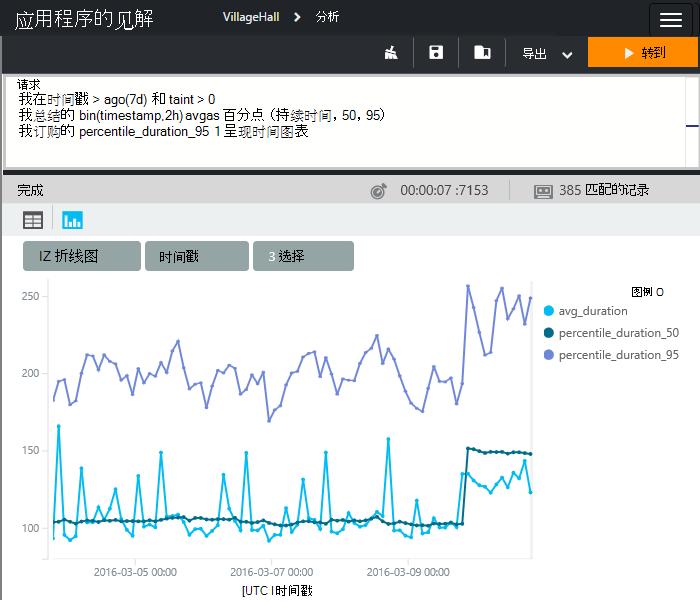 应用程序的见解
VillageHall > 分析
导出
转到
请求
我在时间戳 > ago(7d) 和 taint > 0
我总结的 bin(timestamp,2h) avgas 百分点 (持续时间，50，95)
我订购的 percentile_duration_95 1 呈现时间图表
完成
00:00:07 :7153
385 匹配的记录
IZ 折线图
时间戳
3 选择
图例 O
avg_duration
percentile_duration_50
percentile_duration_95
250
200
150
100
2016-03-05 00:00
2016-03-07 00:00
2016-03-09 00:00
[UTC I时间戳